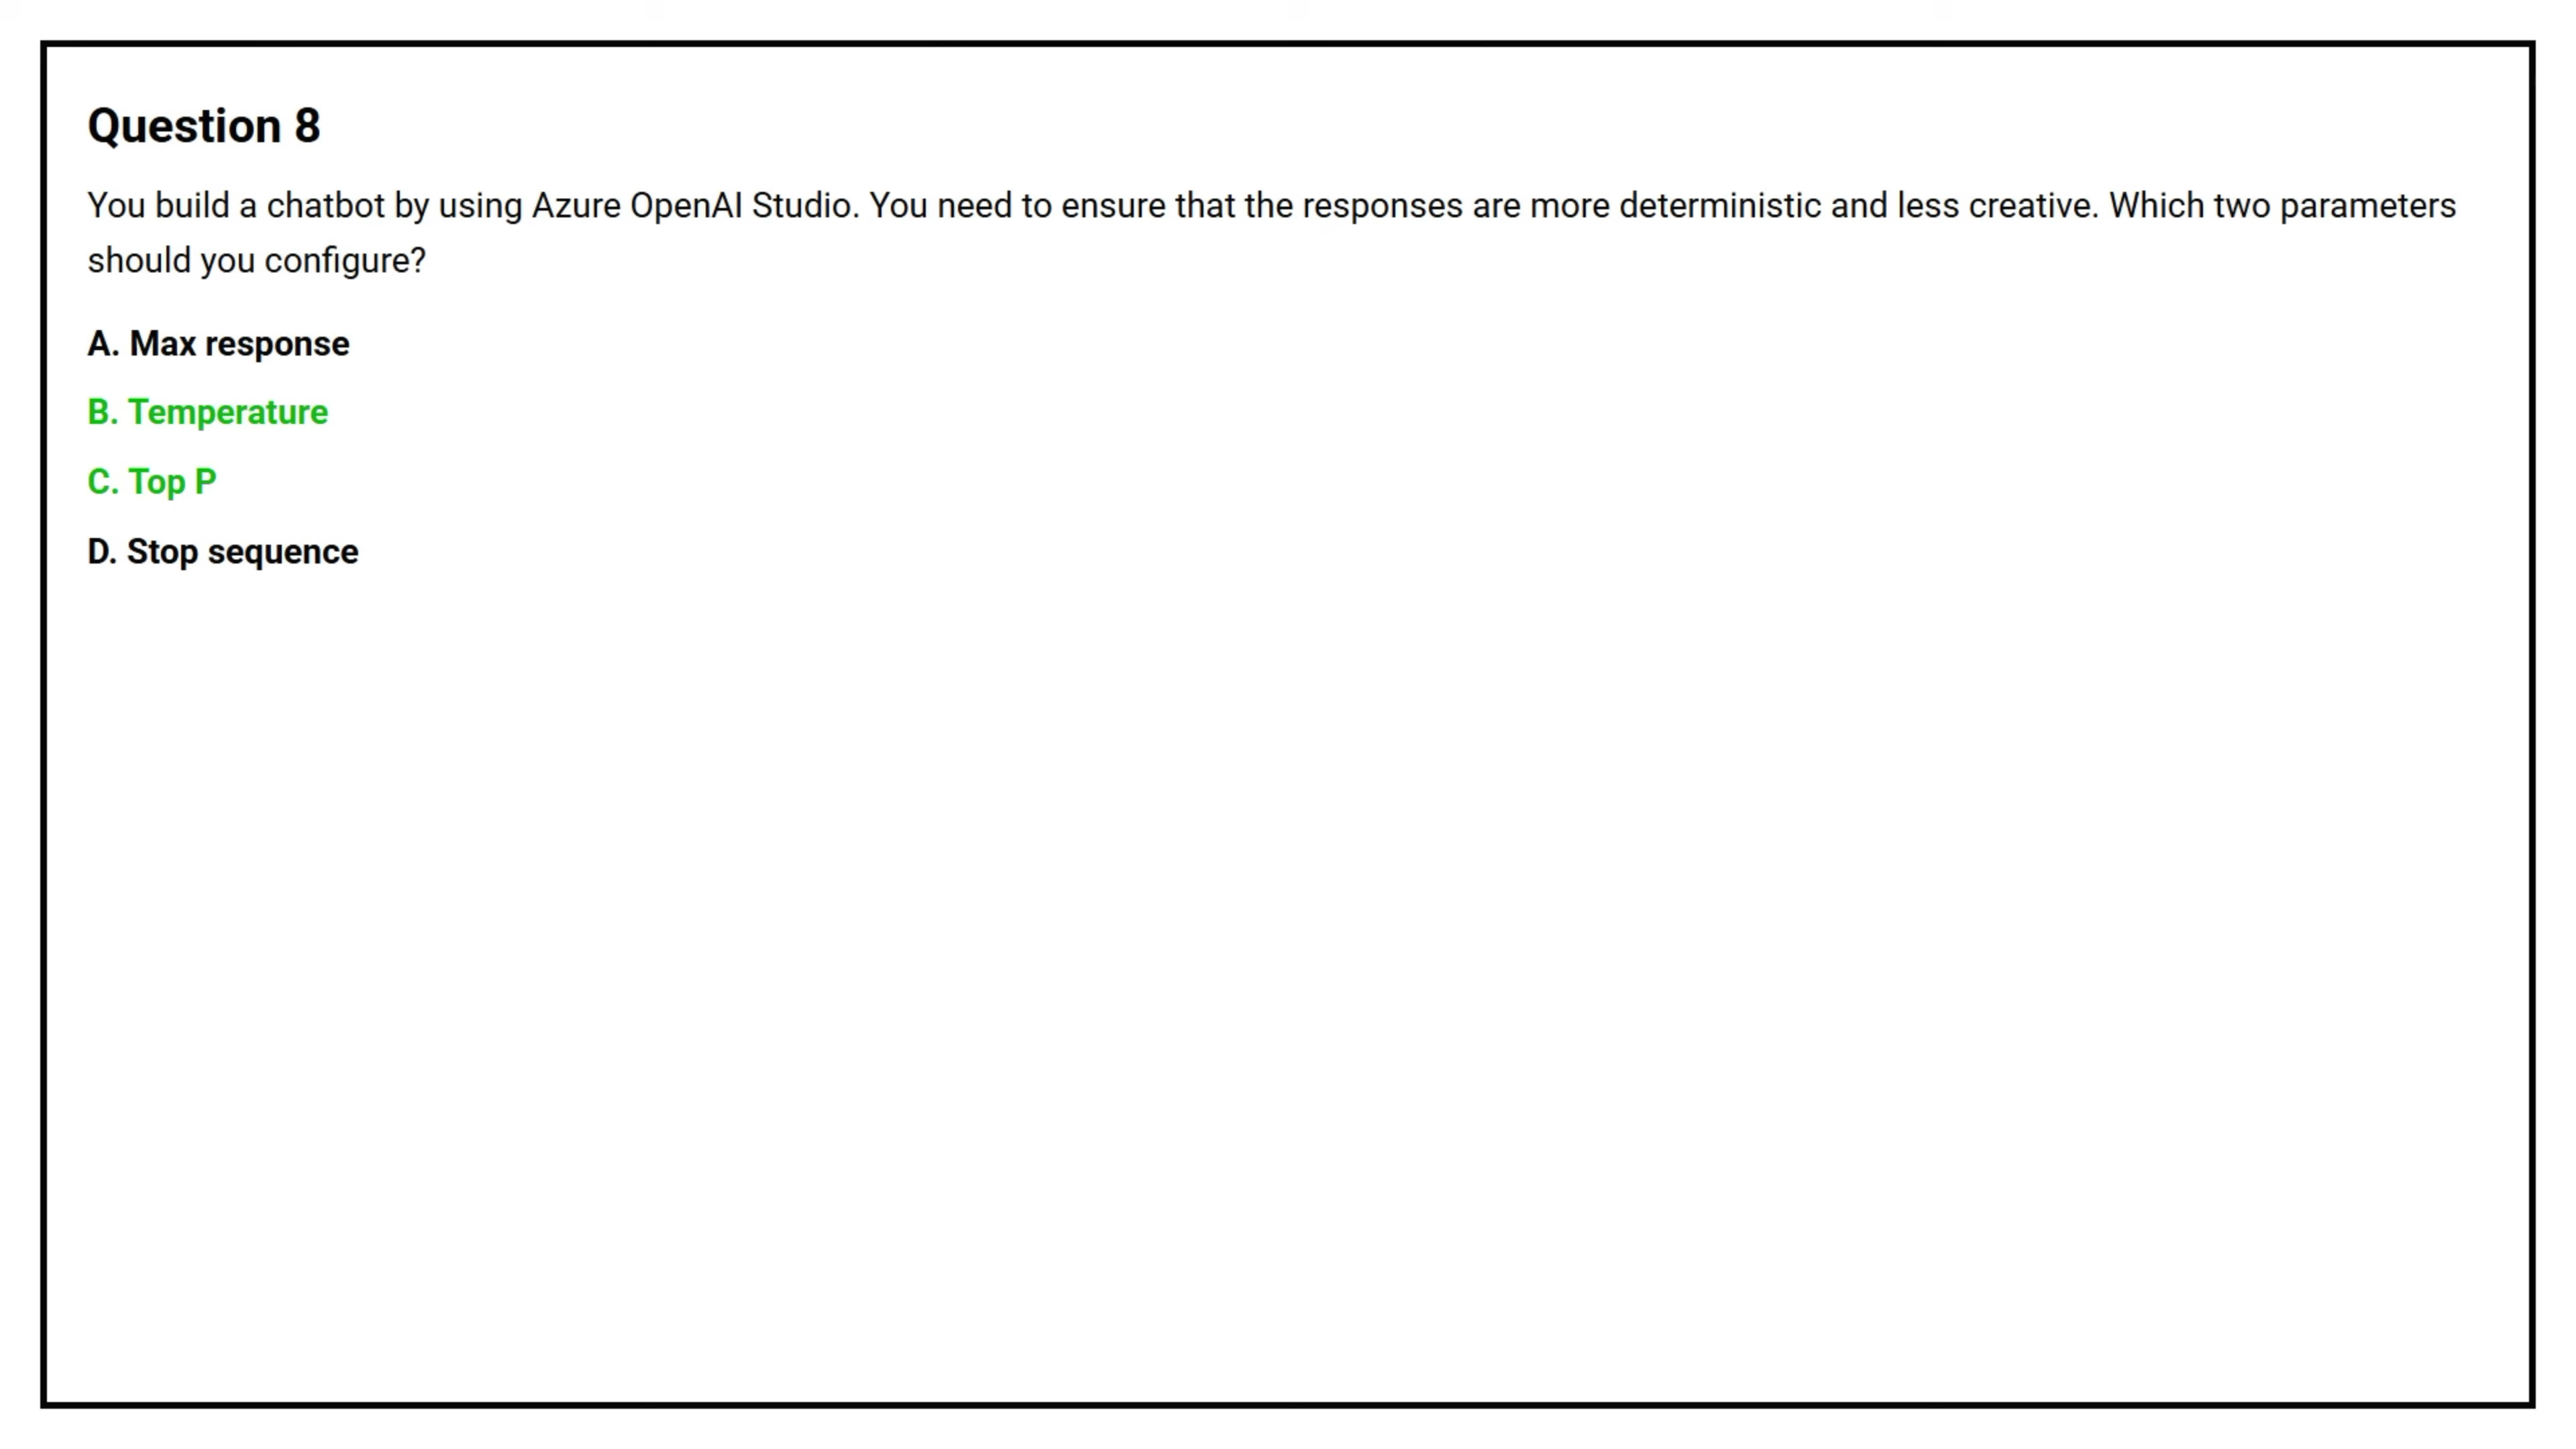 Question 8
You build a chatbot by using Azure OpenAI Studio. You need to ensure that the responses are more deterministic and less creative. Which two parameters
should you configure?
A. Max response
B. Temperature
C. Top P
D. Stop sequence